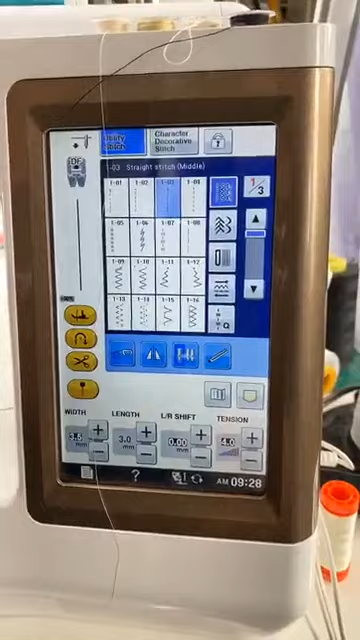 Utility
Stitch
Character
Decorative
Stitch
1-03 Straight stitch (Middle)
1-01 1-02 1-03 1-04
1-05 1-06 1-07 1-08
1-09 1-10 1-11 1-12
1-13 1-14 1-15 1-16
1/3
Q
WIDTH LENGTH L/R SHIFT TENSION
3.5 mm + -
3.0 mm + -
0.00 mm + -
4.0 + -
?
AM 09:28